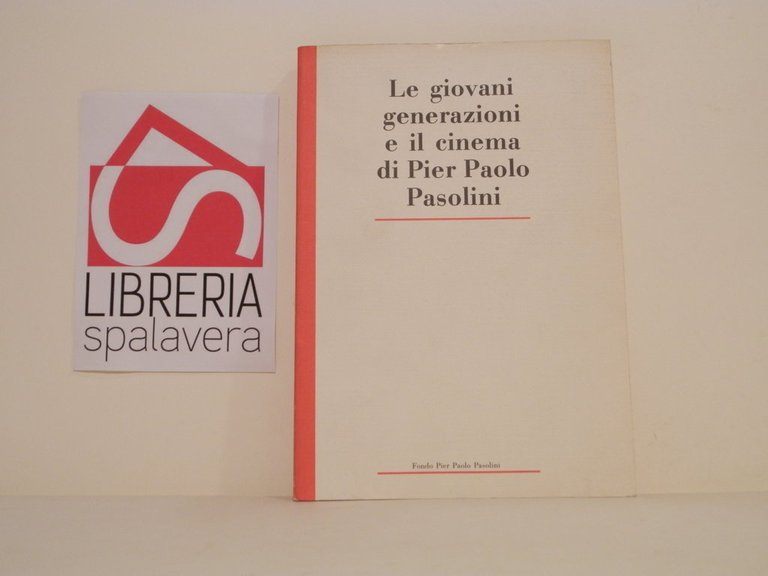 LIBRERIA
spalavera
Le giovani
generazioni
e il cinema
di Pier Paolo
Pasolini
Fondo Pier Paolo Pasolini